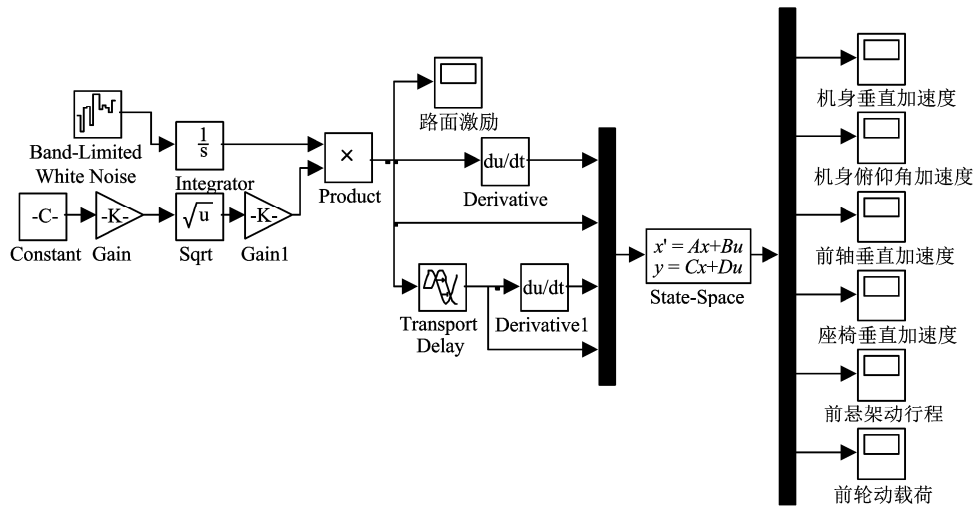 Band-Limited
White Noise
1
s
Integrator
-C-
Constant
-K-
Gain
√u
Sqrt
-K-
Gain1
×
Product
路面激励
du/dt
Derivative
Transport
Delay
du/dt
Derivative1
x' = Ax+Bu
y = Cx+Du
State-Space
机身垂直加速度
机身俯仰角加速度
前轴垂直加速度
座椅垂直加速度
前悬架动行程
前轮动载荷